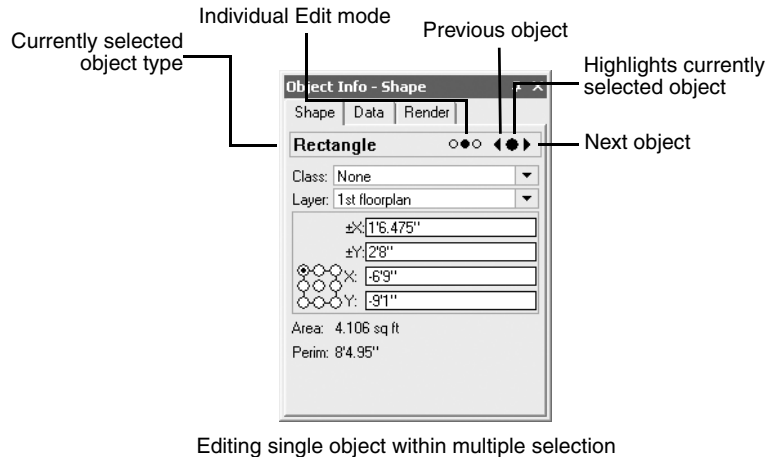 Individual Edit mode
Previous object
Currently selected
object type
Highlights currently
selected object
Object Info - Shape
Shape Data Render
Rectangle
Next object
Class: None
Layer: 1st floorplan
±X: 1'6.475''
±Y: 2'8''
X: -6'9''
Y: -9'1''
Area: 4.106 sq ft
Perim: 8'4.95''
Editing single object within multiple selection